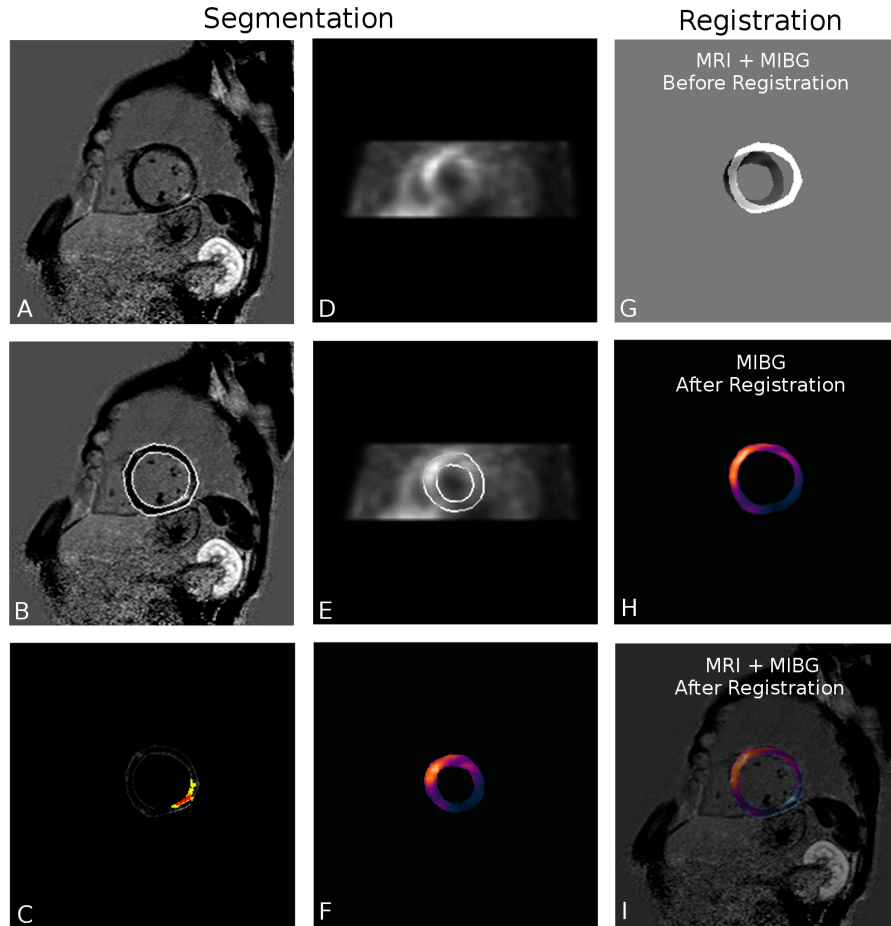 Segmentation
Registration
A
D
MRI + MIBG
Before Registration
G
B
E
MIBG
After Registration
H
C
F
MRI + MIBG
After Registration
I